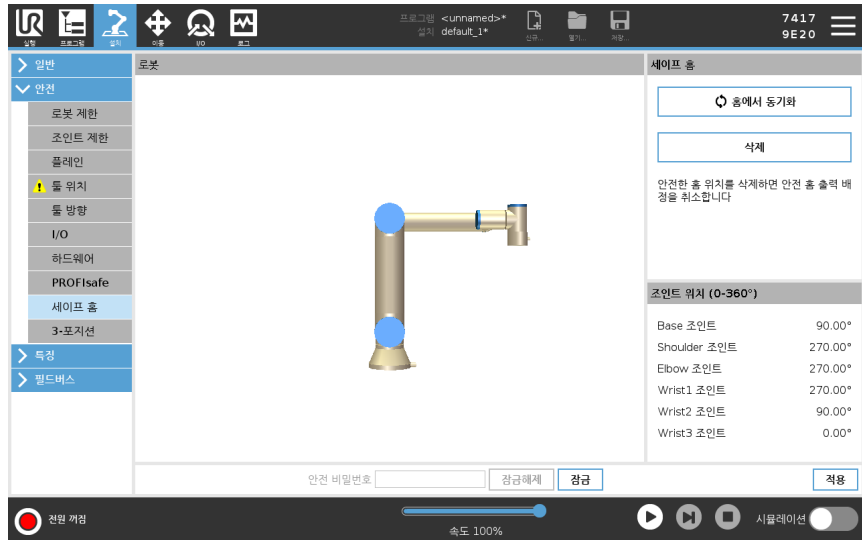 UR
실행
프로그램
설치
이동
I/O
로그
프로그램 <unnamed>*
설치 default_1*
신규...
열기...
저장...
7417
9E20
일반
안전
로봇 제한
조인트 제한
플레인
툴 위치
툴 방향
I/O
하드웨어
PROFIsafe
세이프 홈
3-포지션
특징
필드버스
로봇
세이프 홈
홈에서 동기화
삭제
안전한 홈 위치를 삭제하면 안전 홈 출력 배
정을 취소합니다
조인트 위치 (0-360°)
Base 조인트 90.00°
Shoulder 조인트 270.00°
Elbow 조인트 270.00°
Wrist1 조인트 270.00°
Wrist2 조인트 90.00°
Wrist3 조인트 0.00°
안전 비밀번호
잠금해제
잠금
적용
전원 꺼짐
속도 100%
시뮬레이션